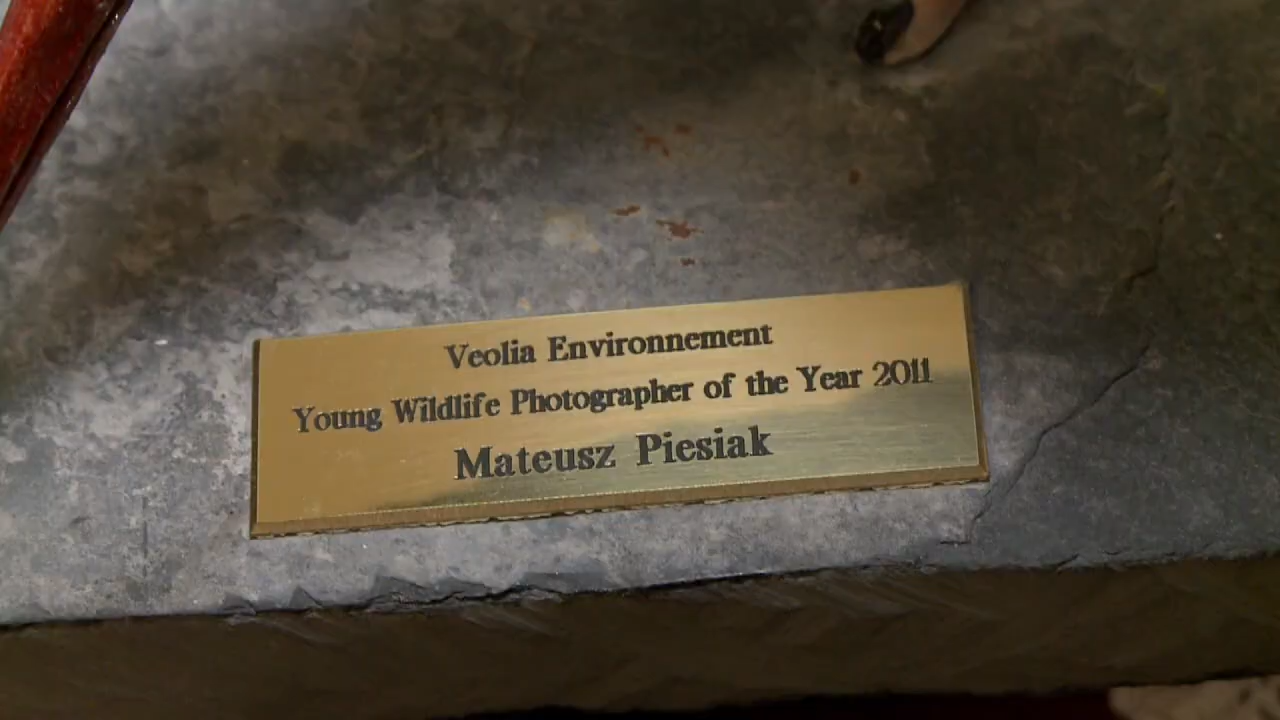 Veolia Environnement
Young Wildlife Photographer of the Year 2011
Mateusz Piesiak